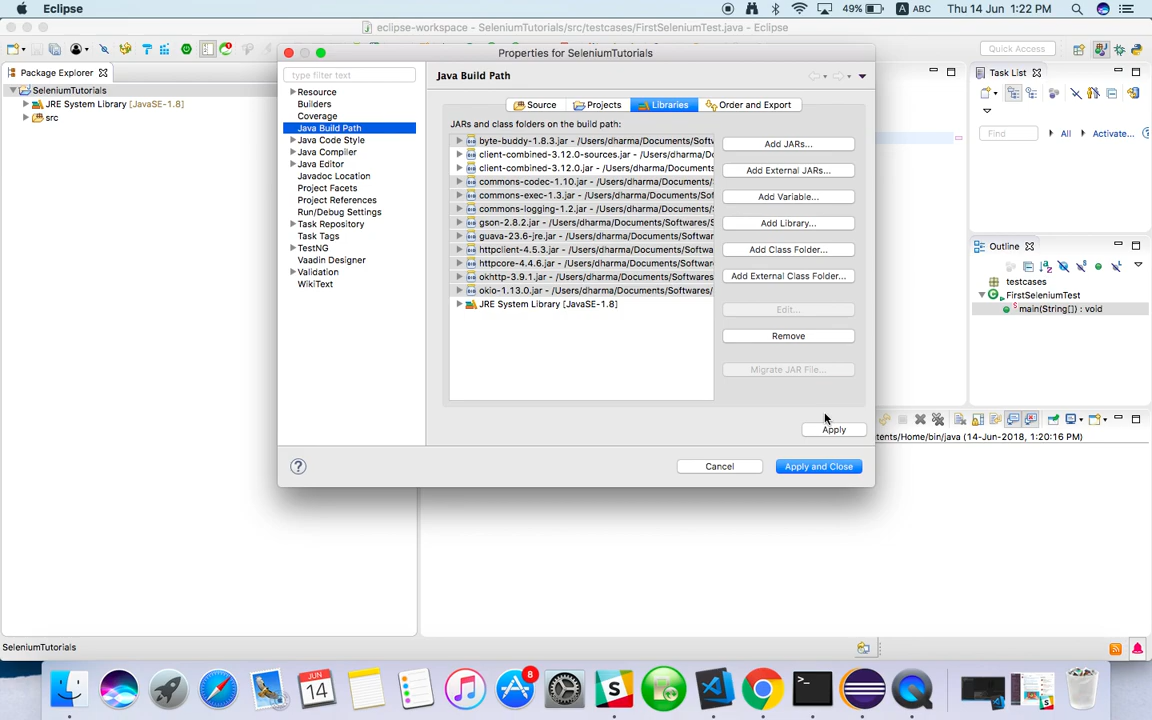 Eclipse
49%
A ABC
Thu 14 Jun 1:22 PM
eclipse-workspace - SeleniumTutorials/src/testcases/FirstSeleniumTest.java - Eclipse
Quick Access
Package Explorer
SeleniumTutorials
JRE System Library [JavaSE-1.8]
src
Properties for SeleniumTutorials
type filter text
Resource
Builders
Coverage
Java Build Path
Java Code Style
Java Compiler
Java Editor
Javadoc Location
Project Facets
Project References
Run/Debug Settings
Task Repository
Task Tags
TestNG
Vaadin Designer
Validation
WikiText
Java Build Path
Source
Projects
Libraries
Order and Export
JARs and class folders on the build path:
byte-buddy-1.8.3.jar - /Users/dharma/Documents/Softw
client-combined-3.12.0-sources.jar - /Users/dharma/Dc
client-combined-3.12.0.jar - /Users/dharma/Documents
commons-codec-1.10.jar - /Users/dharma/Documents/
commons-exec-1.3.jar - /Users/dharma/Documents/Sof
commons-logging-1.2.jar - /Users/dharma/Documents/
gson-2.8.2.jar - /Users/dharma/Documents/Softwares/
guava-23.6-jre.jar - /Users/dharma/Documents/Softwa
httpclient-4.5.3.jar - /Users/dharma/Documents/Softwa
httpcore-4.4.6.jar - /Users/dharma/Documents/Softwar
okhttp-3.9.1.jar - /Users/dharma/Documents/Softwares
okio-1.13.0.jar - /Users/dharma/Documents/Softwares/
JRE System Library [JavaSE-1.8]
Add JARs...
Add External JARs...
Add Variable...
Add Library...
Add Class Folder...
Add External Class Folder...
Edit...
Remove
Migrate JAR File...
Apply
Cancel
Apply and Close
Task List
Find
All
Activate...
Outline
testcases
FirstSeleniumTest
main(String[]) : void
tents/Home/bin/java (14-Jun-2018, 1:20:16 PM)
SeleniumTutorials
JUN
14
8